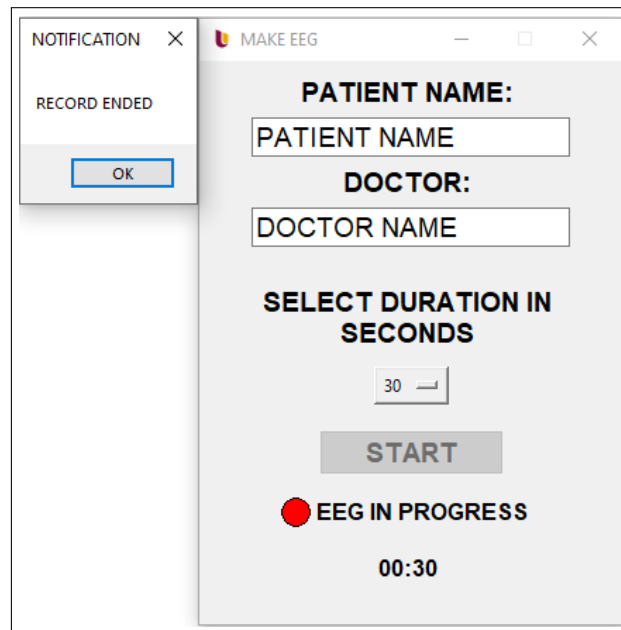 NOTIFICATION
RECORD ENDED
OK
MAKE EEG
PATIENT NAME:
PATIENT NAME
DOCTOR:
DOCTOR NAME
SELECT DURATION IN
SECONDS
30
START
EEG IN PROGRESS
00:30